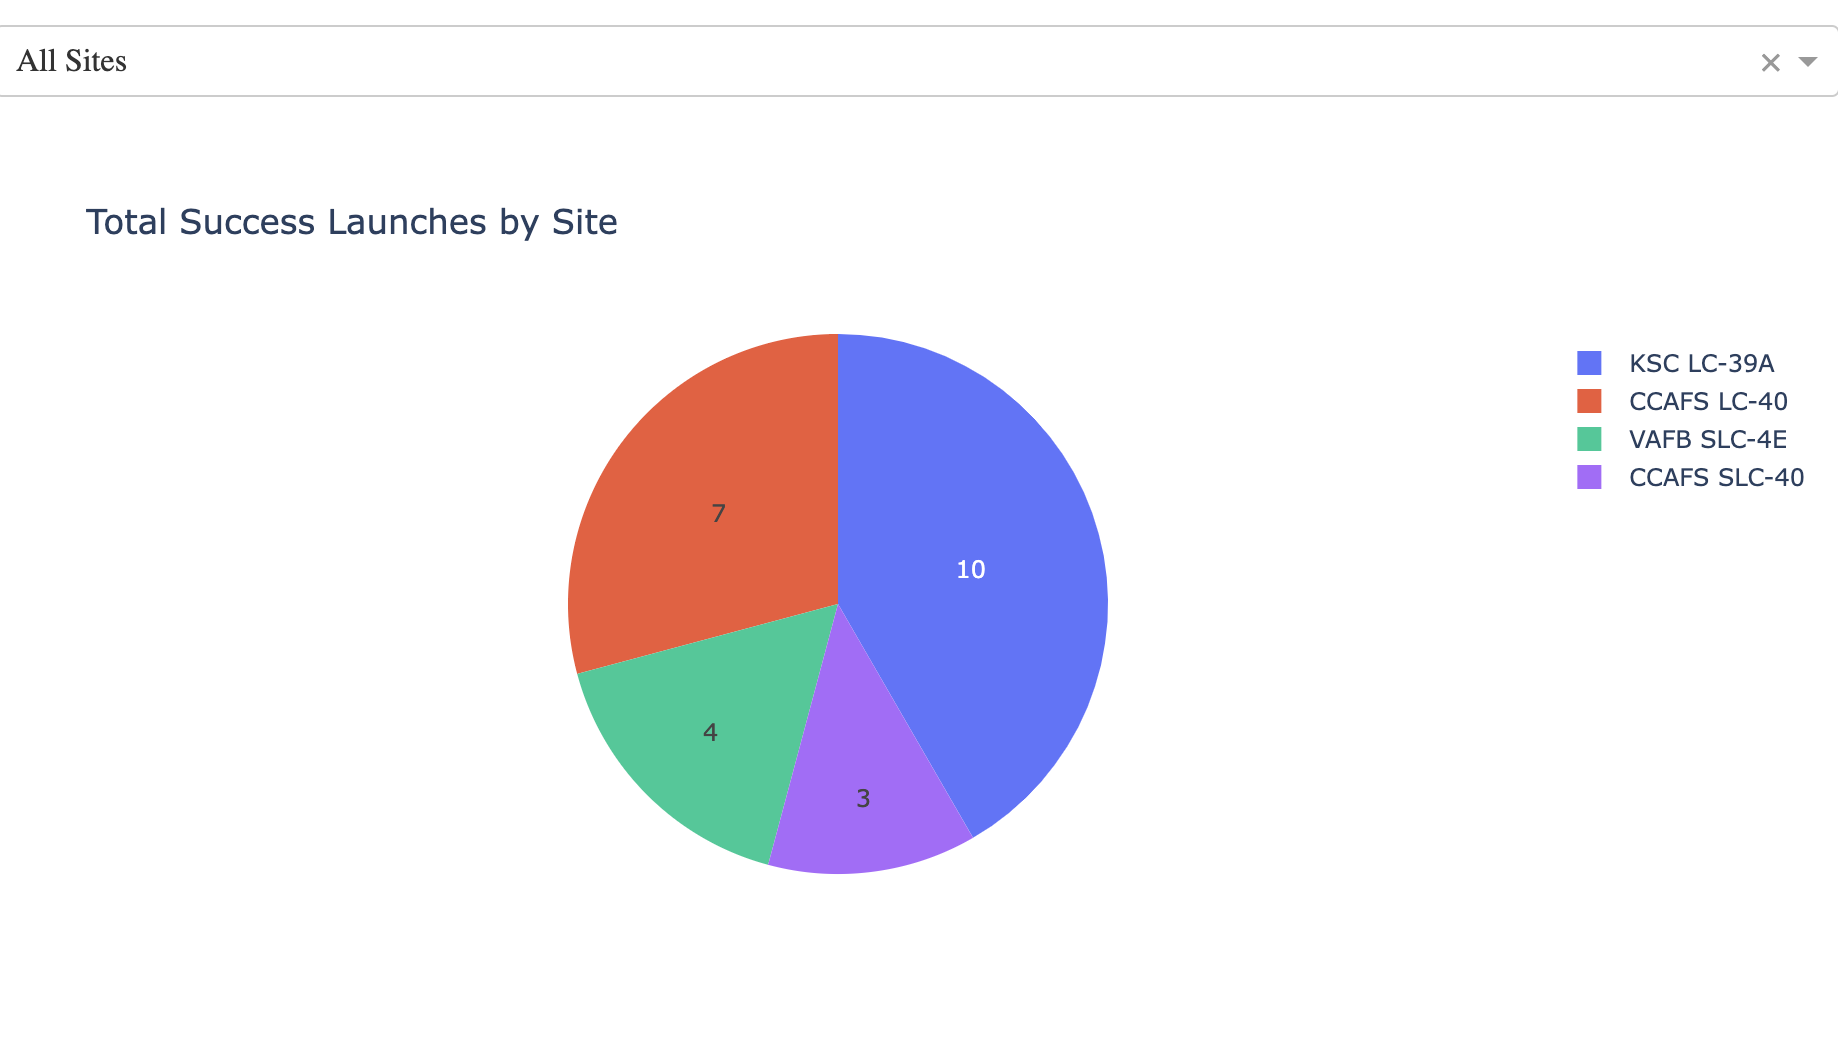 All Sites
Total Success Launches by Site
KSC LC-39A
CCAFS LC-40
VAFB SLC-4E
CCAFS SLC-40
7
10
4
3